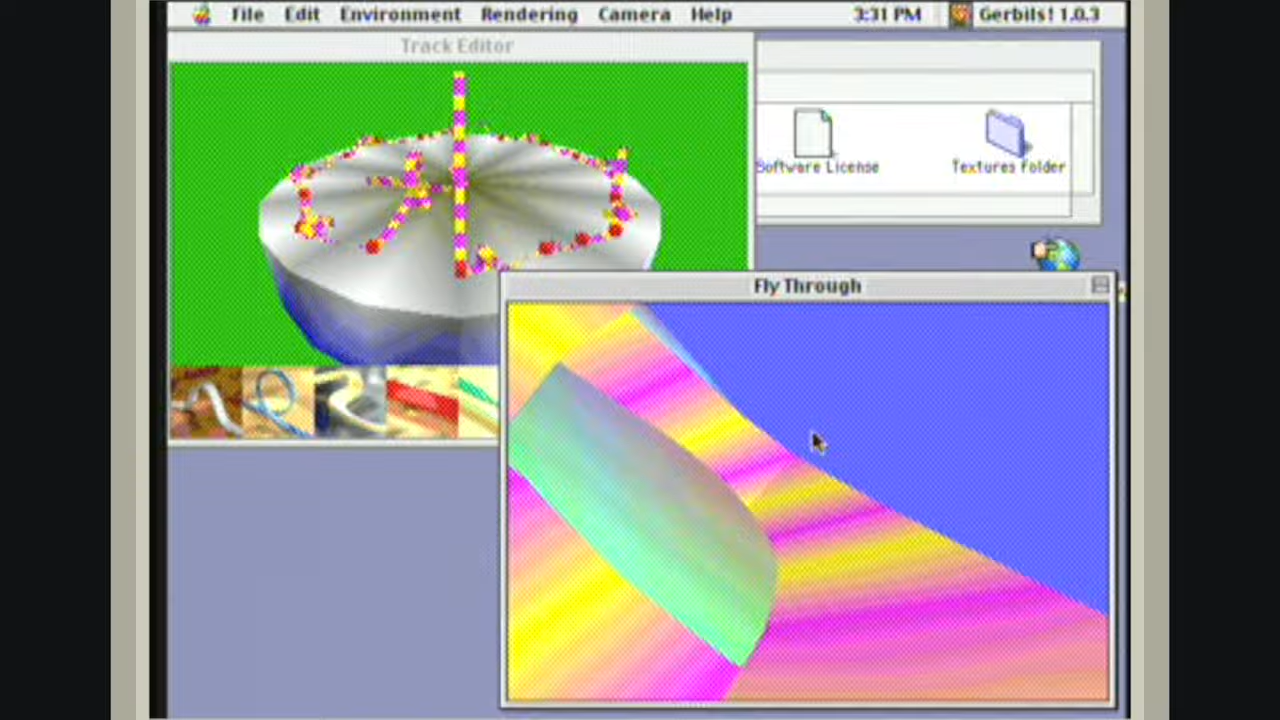 File Edit Environment Rendering Camera Help 3:31 PM Gerbils! 1.0.3
Track Editor
Software License Textures Folder
Fly Through